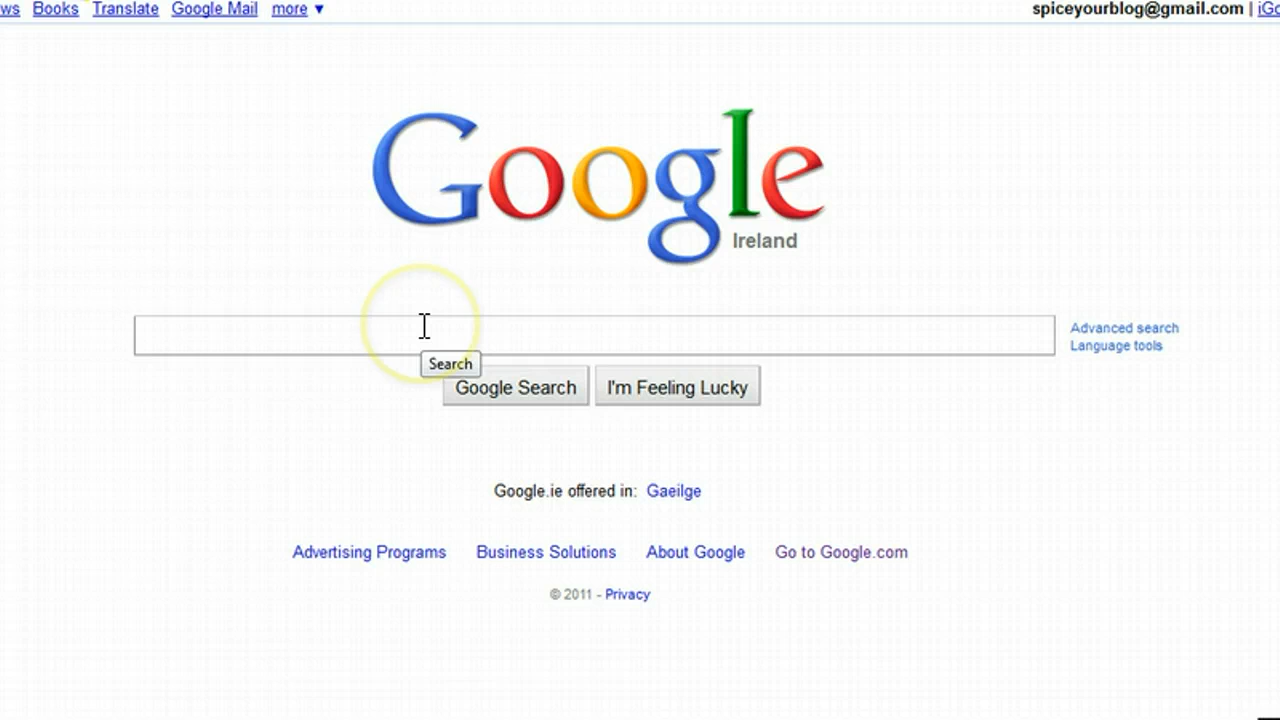 ws Books Translate Google Mail more ▼ spiceyourblog@gmail.com | iGo
Google
Ireland
Advanced search
Language tools
Search
Google Search I'm Feeling Lucky
Google.ie offered in: Gaeilge
Advertising Programs Business Solutions About Google Go to Google.com
© 2011 - Privacy